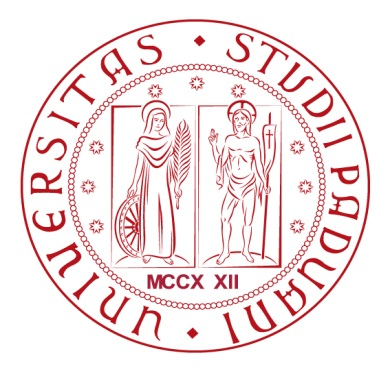 UNIVERSITAS • STUDII PADUANI •
MCCX XII